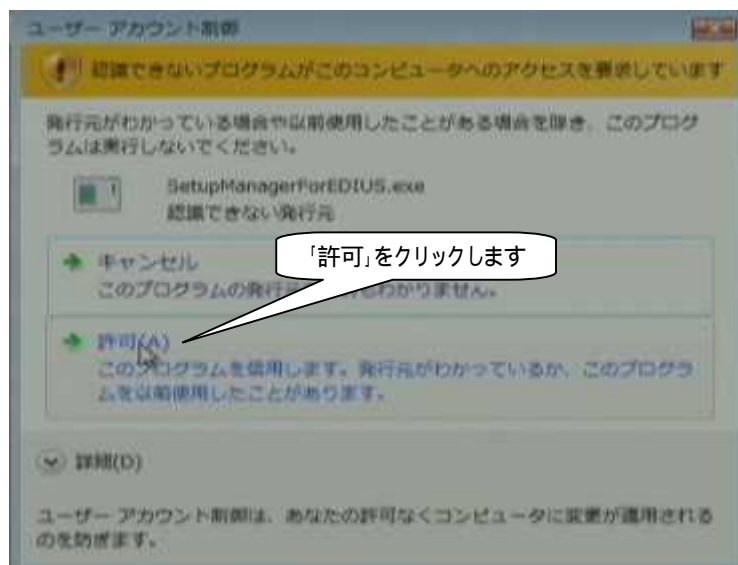 ユーザー アカウント制御
認識できないプログラムがこのコンピュータへのアクセスを要求しています
発行元がわかっている場合や以前使用したことがある場合を除き、このプログ
ラムは実行しないでください。
SetupManagerForEDIUS.exe
認識できない発行元
キャンセル
「許可」をクリックします
このプログラムの発行元 わかりません。
許可(A)
このプログラムを信用します。発行元がわかっているか、このプログラ
ムを以前使用したことがあります。
詳細(D)
ユーザー アカウント制御は、あなたの許可なくコンピュータに変更が適用される
のを防ぎます。